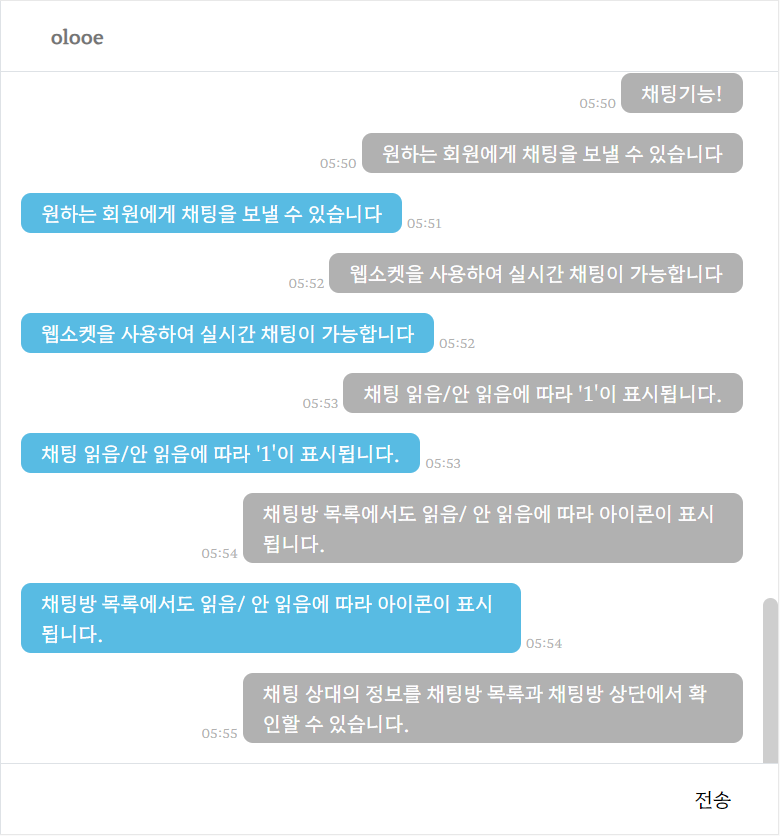 olooe
채팅기능!
05:50
원하는 회원에게 채팅을 보낼 수 있습니다
05:50
원하는 회원에게 채팅을 보낼 수 있습니다
05:51
웹소켓을 사용하여 실시간 채팅이 가능합니다
05:52
웹소켓을 사용하여 실시간 채팅이 가능합니다
05:52
채팅 읽음/안 읽음에 따라 '1'이 표시됩니다.
05:53
채팅 읽음/안 읽음에 따라 '1'이 표시됩니다.
05:53
채팅방 목록에서도 읽음/ 안 읽음에 따라 아이콘이 표시
됩니다.
05:54
채팅방 목록에서도 읽음/ 안 읽음에 따라 아이콘이 표시
됩니다.
05:54
채팅 상대의 정보를 채팅방 목록과 채팅방 상단에서 확
인할 수 있습니다.
05:55
전송